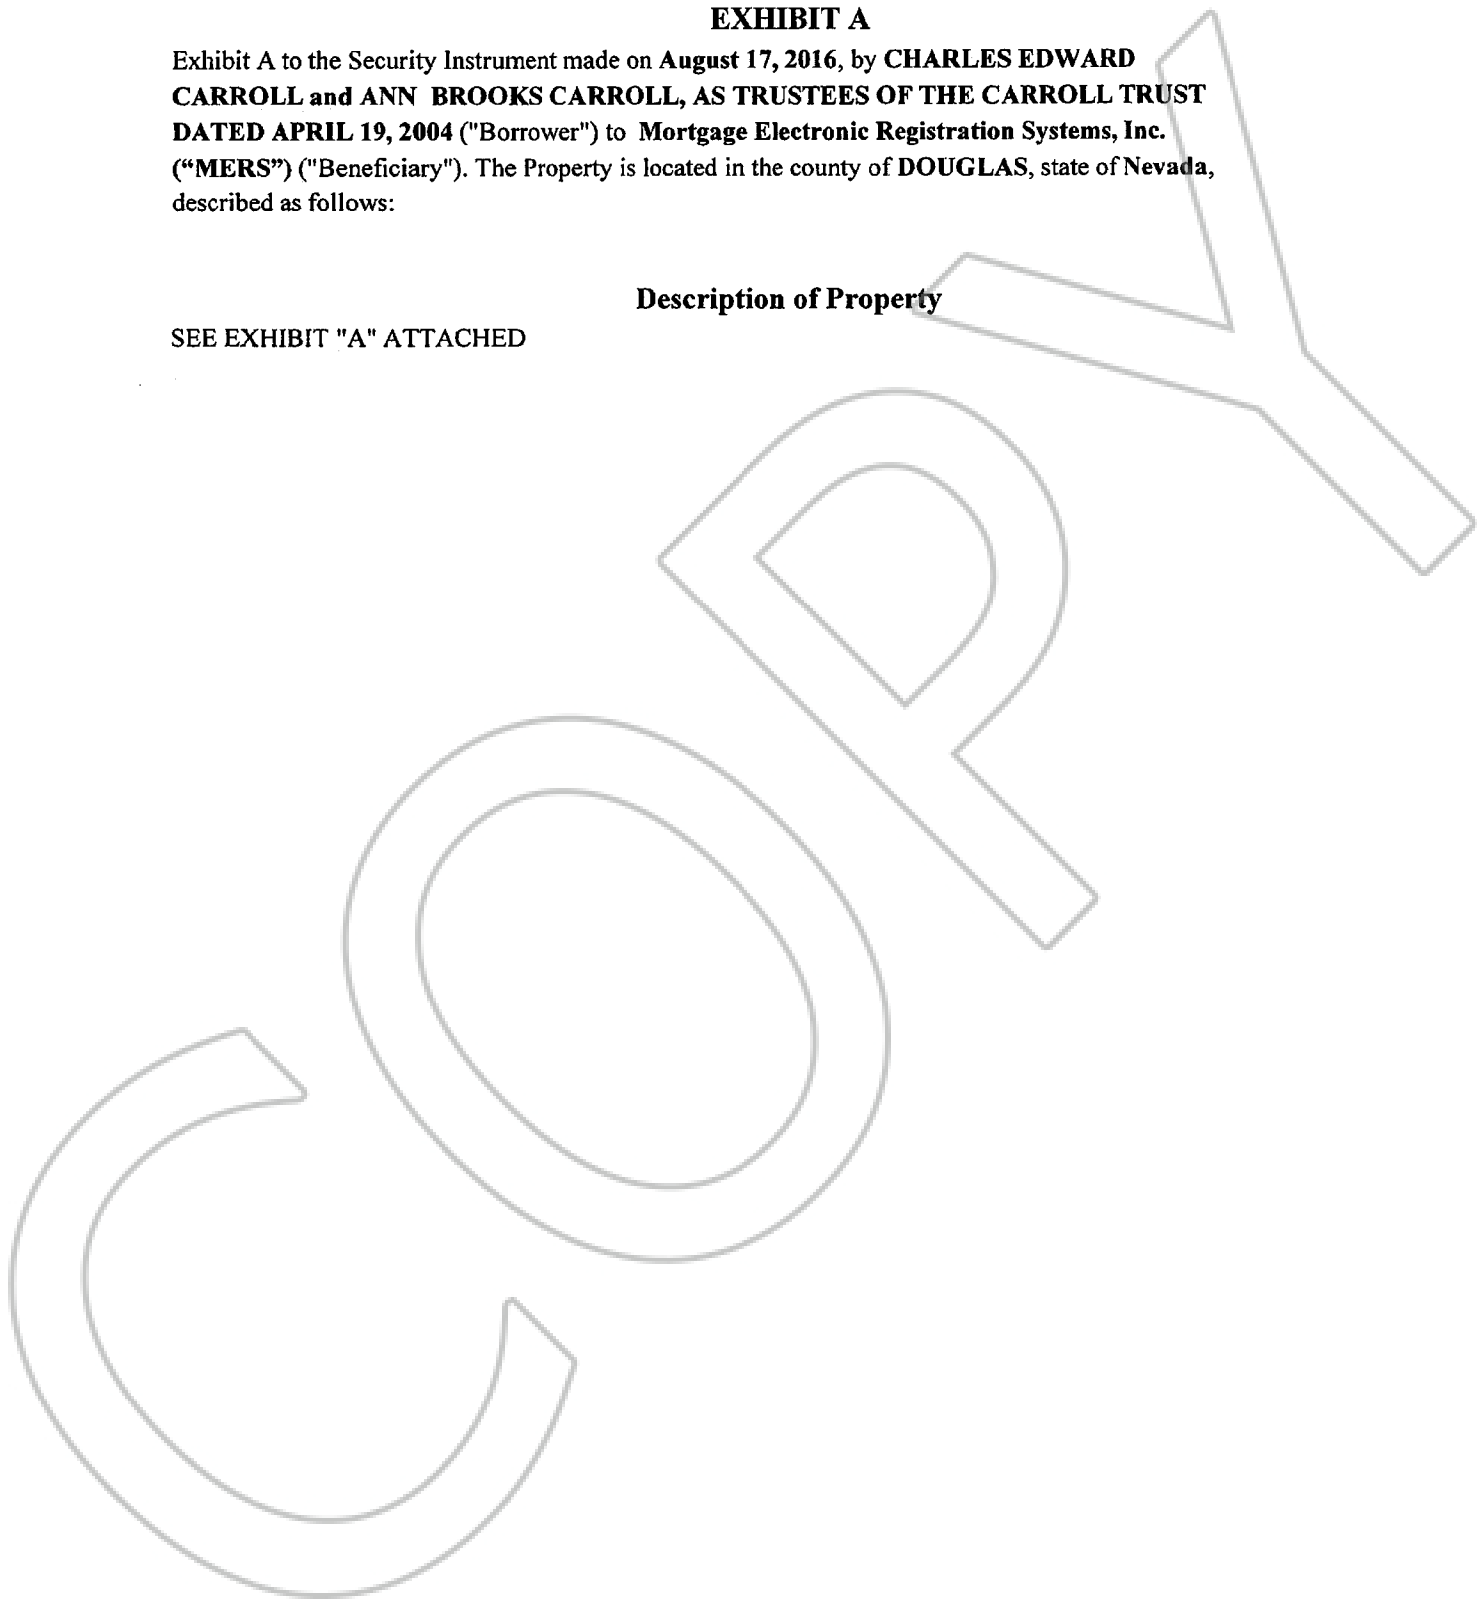 EXHIBIT A
Exhibit A to the Security Instrument made on August 17, 2016, by CHARLES EDWARD
CARROLL and ANN BROOKS CARROLL, AS TRUSTEES OF THE CARROLL TRUST
DATED APRIL 19, 2004 ("Borrower") to Mortgage Electronic Registration Systems, Inc.
(“MERS”) ("Beneficiary"). The Property is located in the county of DOUGLAS, state of Nevada,
described as follows:
Description of Property
SEE EXHIBIT "A" ATTACHED
COPY